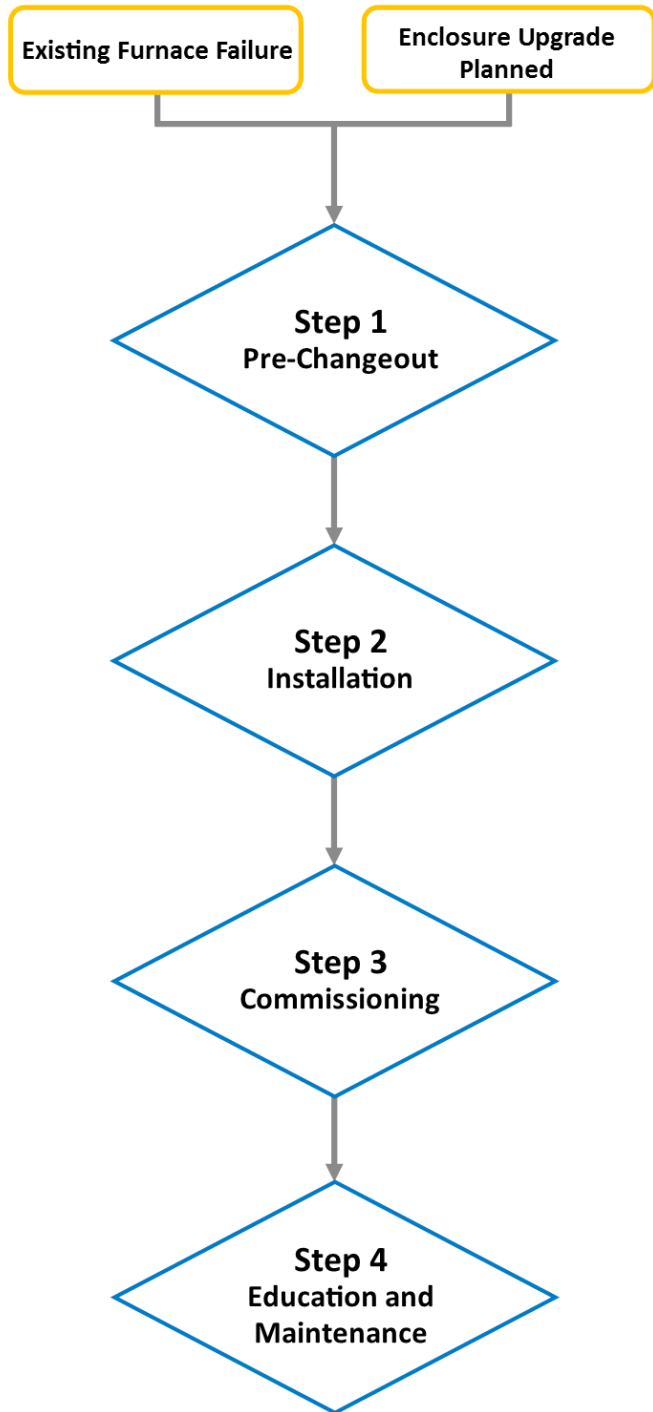 Existing Furnace Failure
Enclosure Upgrade
Planned
Step 1
Pre-Changeout
Step 2
Installation
Step 3
Commissioning
Step 4
Education and
Maintenance